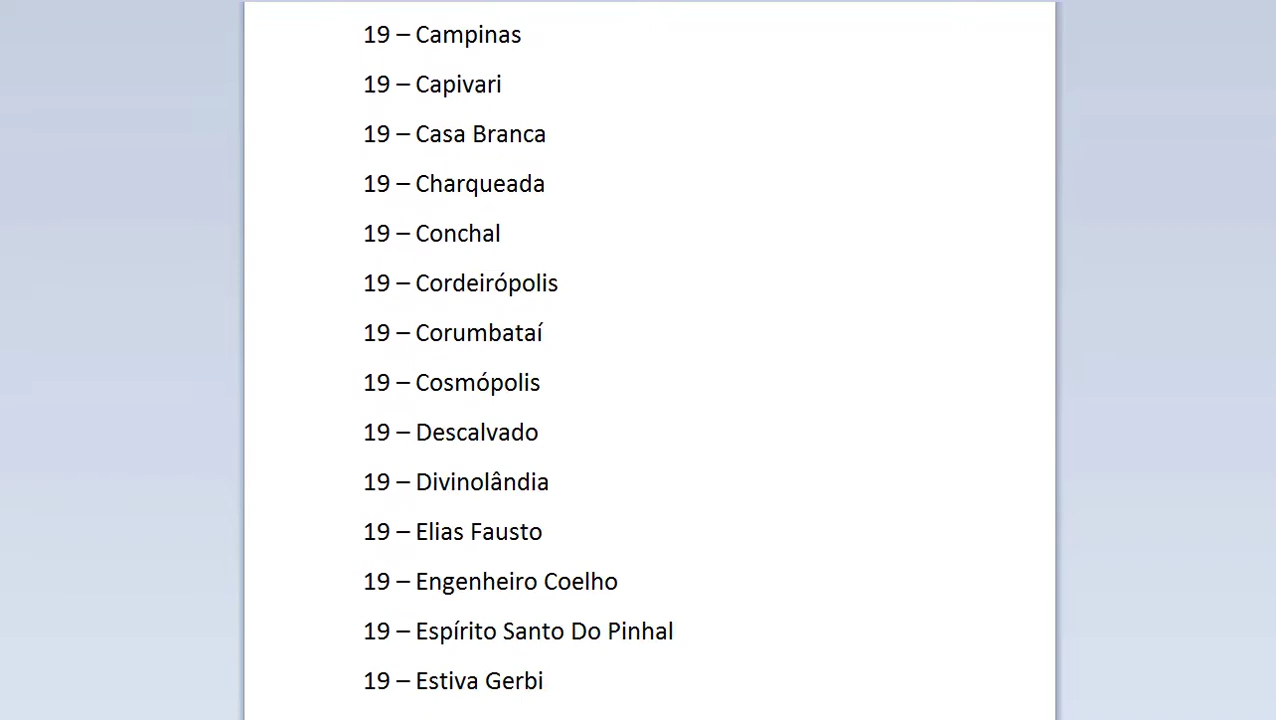 19 – Campinas
19 – Capivari
19 – Casa Branca
19 – Charqueada
19 – Conchal
19 – Cordeirópolis
19 – Corumbataí
19 – Cosmópolis
19 – Descalvado
19 – Divinolândia
19 – Elias Fausto
19 – Engenheiro Coelho
19 – Espírito Santo Do Pinhal
19 – Estiva Gerbi